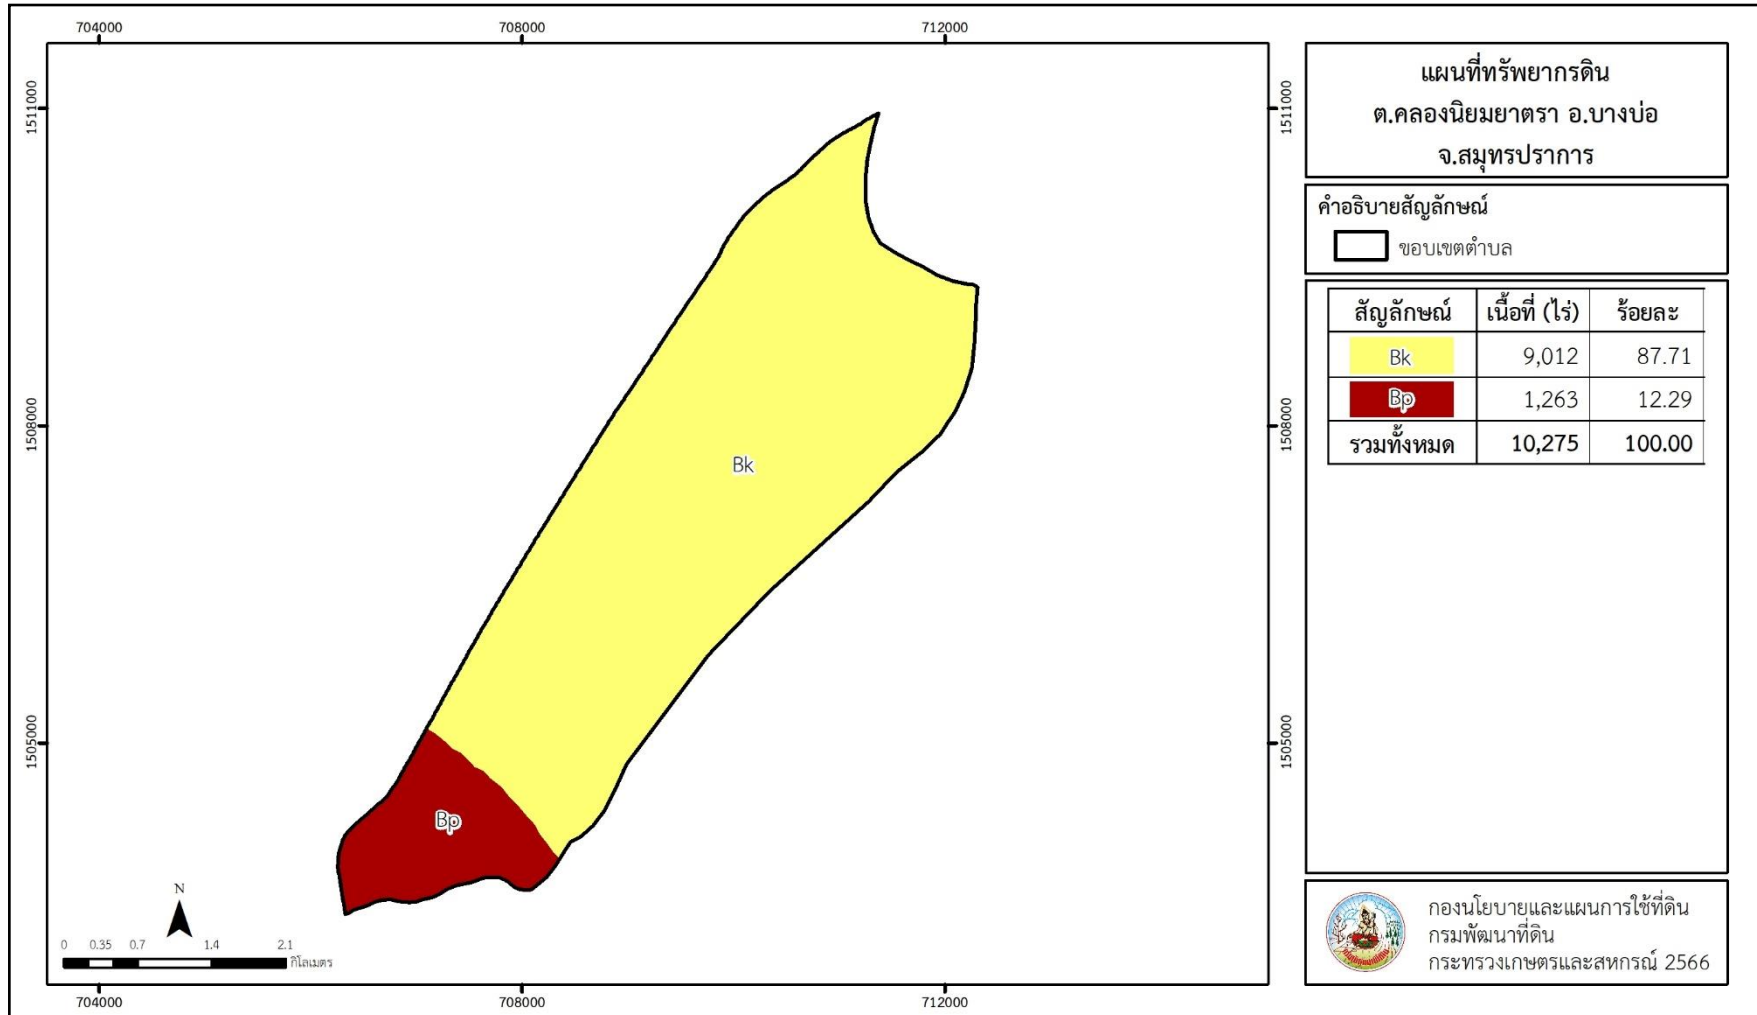 704000
708000
712000
1511000
1508000
1505000
1511000
1508000
1505000
Bk
Bp
N
0 0.35 0.7 1.4 2.1
กิโลเมตร
704000
708000
712000
แผนที่ทรัพยากรดิน
ต.คลองนิยมยาตรา อ.บางบ่อ
จ.สมุทรปราการ
คำอธิบายสัญลักษณ์
ขอบเขตตำบล
สัญลักษณ์ เนื้อที่ (ไร่) ร้อยละ
Bk 9,012 87.71
Bp 1,263 12.29
รวมทั้งหมด 10,275 100.00
กองนโยบายและแผนการใช้ที่ดิน
กรมพัฒนาที่ดิน
กระทรวงเกษตรและสหกรณ์ 2566